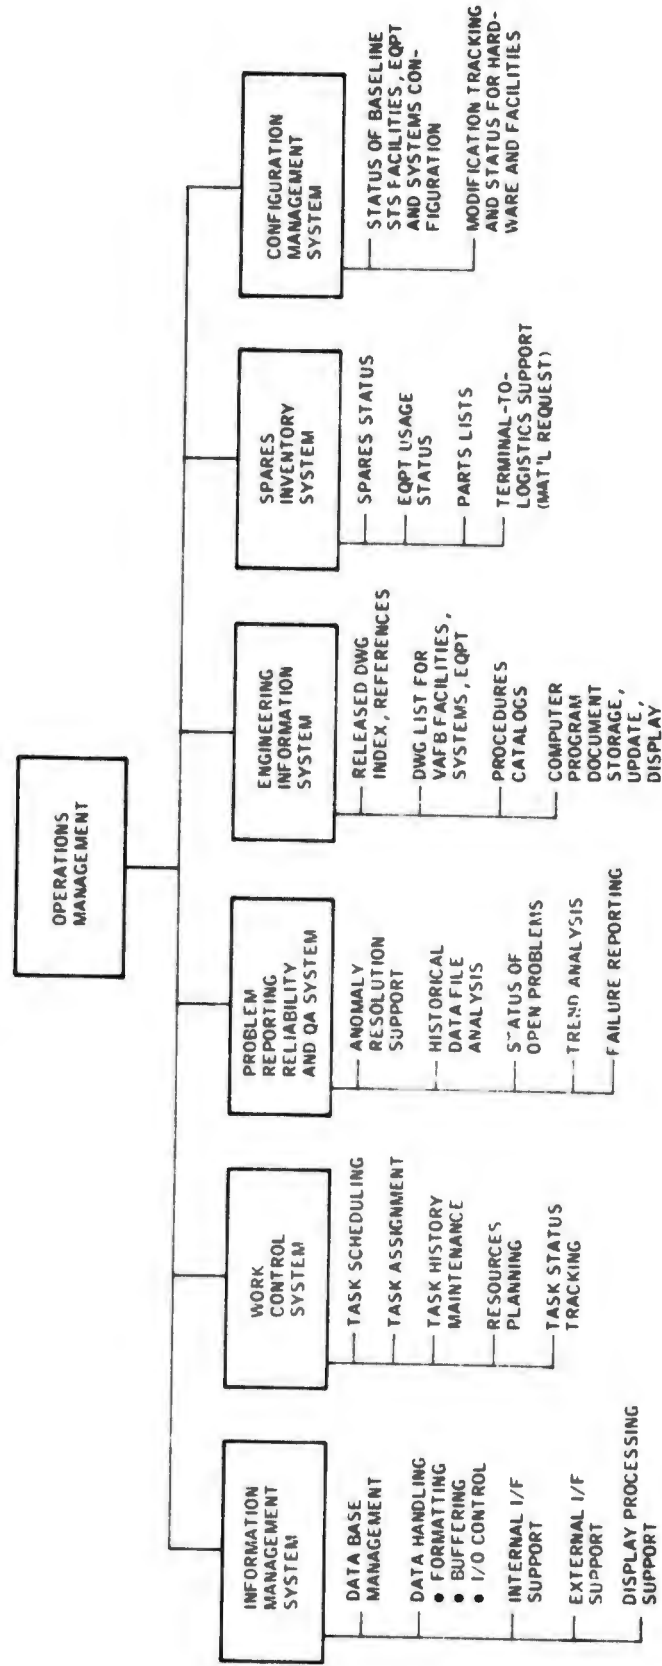 OPERATIONS
MANAGEMENT
INFORMATION
MANAGEMENT
SYSTEM
DATA BASE
MANAGEMENT
DATA HANDLING
● FORMATTING
● BUFFERING
● I/O CONTROL
INTERNAL I/F
SUPPORT
EXTERNAL I/F
SUPPORT
DISPLAY PROCESSING
SUPPORT
WORK
CONTROL
SYSTEM
TASK SCHEDULING
TASK ASSIGNMENT
TASK HISTORY
MAINTENANCE
RESOURCES
PLANNING
TASK STATUS
TRACKING
PROBLEM
REPORTING
RELIABILITY
AND QA SYSTEM
ANOMALY
RESOLUTION
SUPPORT
HISTORICAL
DATA FILE
ANALYSIS
STATUS OF
OPEN PROBLEMS
TREND ANALYSIS
FAILURE REPORTING
ENGINEERING
INFORMATION
SYSTEM
RELEASED DWG
INDEX, REFERENCES
DWG LIST FOR
VAFB FACILITIES,
SYSTEMS, EQPT
PROCEDURES
CATALOGS
COMPUTER
PROGRAM
DOCUMENT
STORAGE,
UPDATE,
DISPLAY
SPARES
INVENTORY
SYSTEM
SPARES STATUS
EQPT USAGE
STATUS
PARTS LISTS
TERMINAL-TO-
LOGISTICS SUPPORT
(MAT'L REQUEST)
CONFIGURATION
MANAGEMENT
SYSTEM
STATUS OF BASELINE
STS FACILITIES, EQPT
AND SYSTEMS CON-
FIGURATION
MODIFICATION TRACKING
AND STATUS FOR HARD-
WARE AND FACILITIES